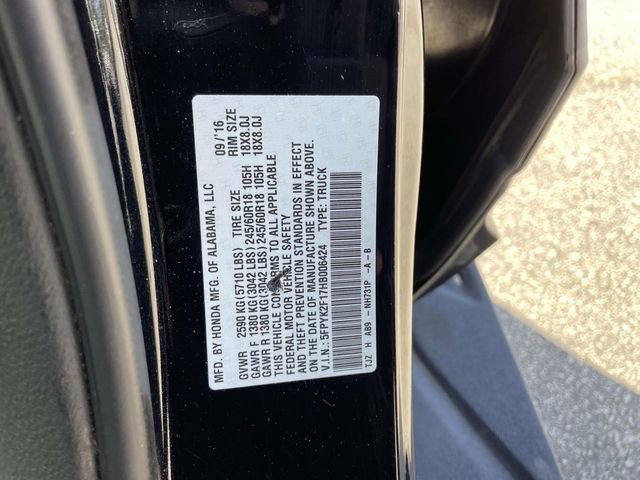 MFD. BY HONDA MFG. OF ALABAMA, LLC 09/'16
TIRE SIZE RIM SIZE
GVWR 2590 KG(5710 LBS)
GAWR F 1380 KG(3042 LBS) 245/60R18 105H 18X8.0J
GAWR R 1380 KG(3042 LBS) 245/60R18 105H 18X8.0J
THIS VEHICLE CONFORMS TO ALL APPLICABLE
FEDERAL MOTOR VEHICLE SAFETY
AND THEFT PREVENTION STANDARDS IN EFFECT
ON THE DATE OF MANUFACTURE SHOWN ABOVE.
V.I.N.: 5FPYK2F17HB006424 TYPE: TRUCK
TJZ H AB9 -NH731P -A -B